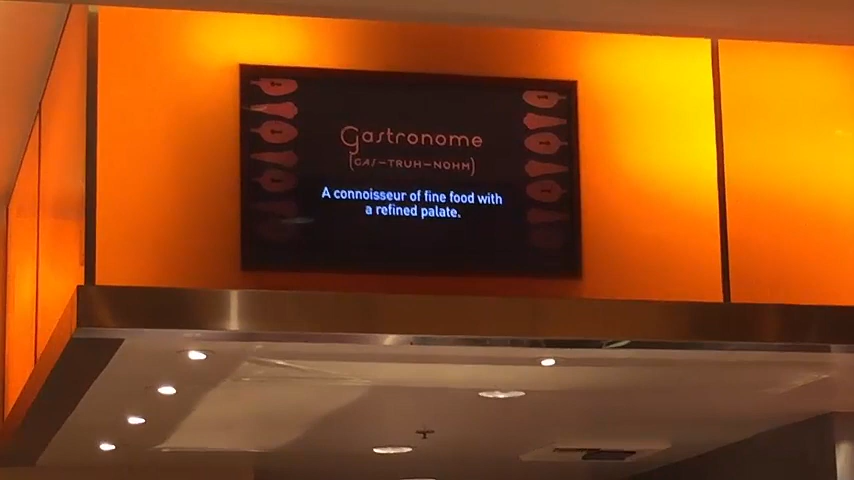 Gastronome
(GAS-TRUH-NOHM)
A connoisseur of fine food with
a refined palate.